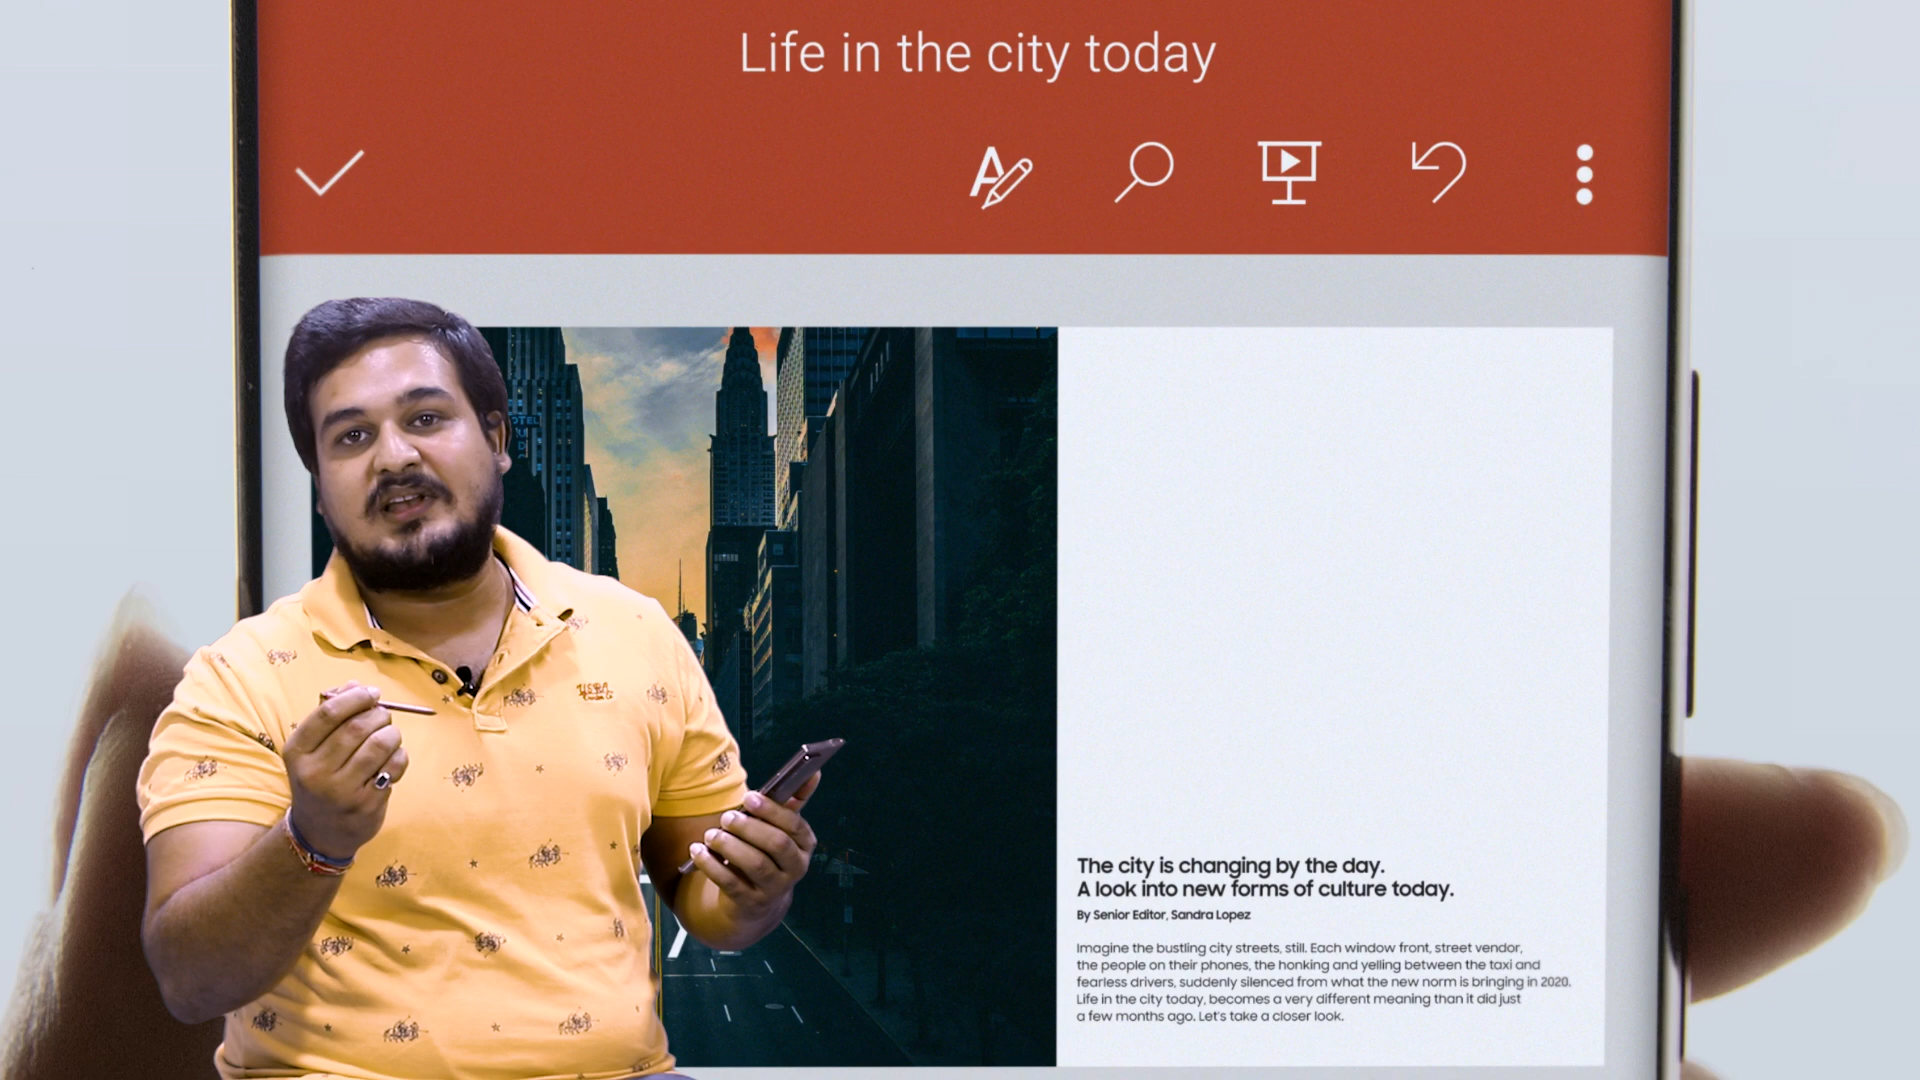 Life in the city today
The city is changing by the day.
A look into new forms of culture today.
By Senior Editor, Sandra Lopez
Imagine the bustling city streets, still. Each window front, street vendor,
the people on their phones, the honking and yelling between the taxi and
fearless drivers, suddenly silenced from what the new norm is bringing in 2020.
Life in the city today, becomes a very different meaning than it did just
a few months ago. Let's take a closer look.